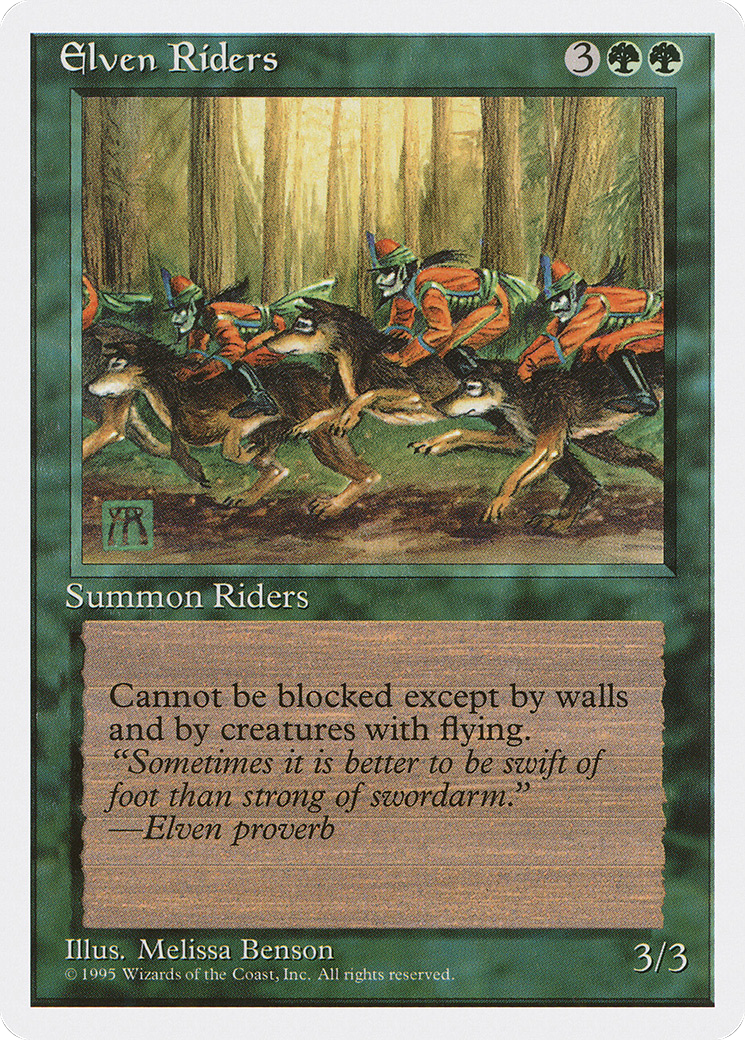 Elven Riders
3
Summon Riders
Cannot be blocked except by walls
and by creatures with flying.
“Sometimes it is better to be swift of
foot than strong of swordarm.”
—Elven proverb
Illus. Melissa Benson
3/3
© 1995 Wizards of the Coast, Inc. All rights reserved.